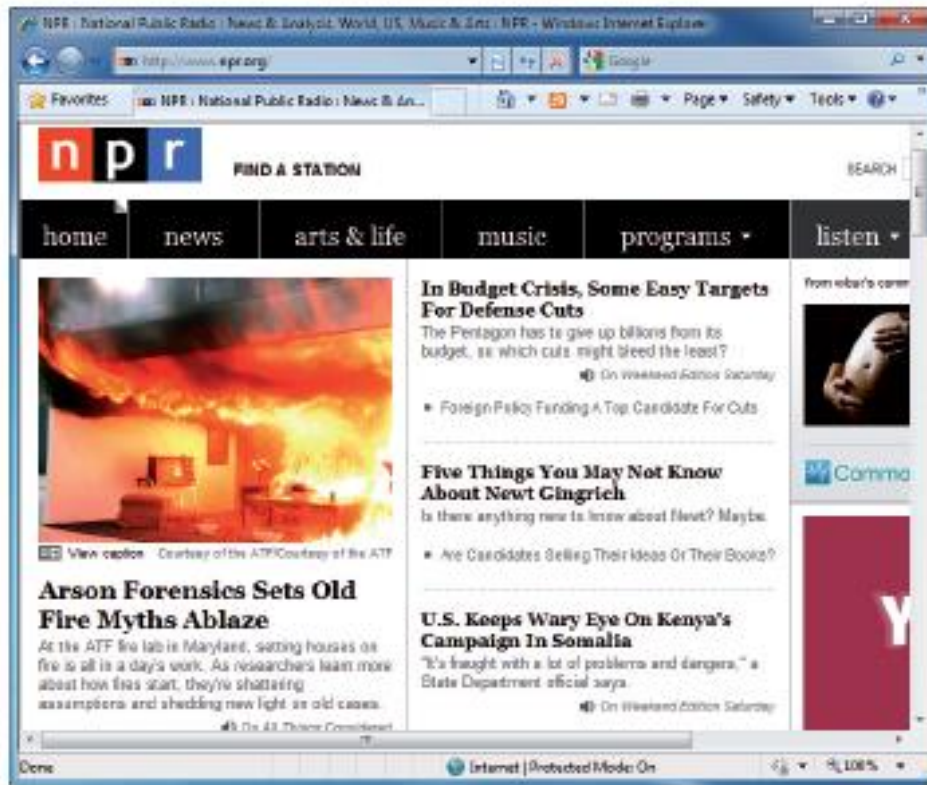 NPR : National Public Radio : News & Analysis, World, US, Music & Arts : NPR - Windows Internet Explorer
http://www.npr.org/
Google
Favorites
NPR : National Public Radio : News & An...
Page
Safety
Tools
npr
FIND A STATION
SEARCH
home
news
arts & life
music
programs
listen
View caption
Courtesy of the ATF/Courtesy of the ATF
Arson Forensics Sets Old
Fire Myths Ablaze
At the ATF fire lab in Maryland, setting houses on
fire is all in a day's work. As researchers learn more
about how fires start, they're shattering
assumptions and shedding new light on old cases.
On All Things Considered
In Budget Crisis, Some Easy Targets
For Defense Cuts
The Pentagon has to give up billions from its
budget, so which cuts might bleed the least?
On Weekend Edition Saturday
Foreign Policy Funding A Top Candidate For Cuts
Five Things You May Not Know
About Newt Gingrich
Is there anything new to know about Newt? Maybe.
Are Candidates Selling Their Ideas Or Their Books?
U.S. Keeps Wary Eye On Kenya's
Campaign In Somalia
"It's fraught with a lot of problems and dangers," a
State Department official says.
On Weekend Edition Saturday
Commo
Y
Done
Internet | Protected Mode: On
100%